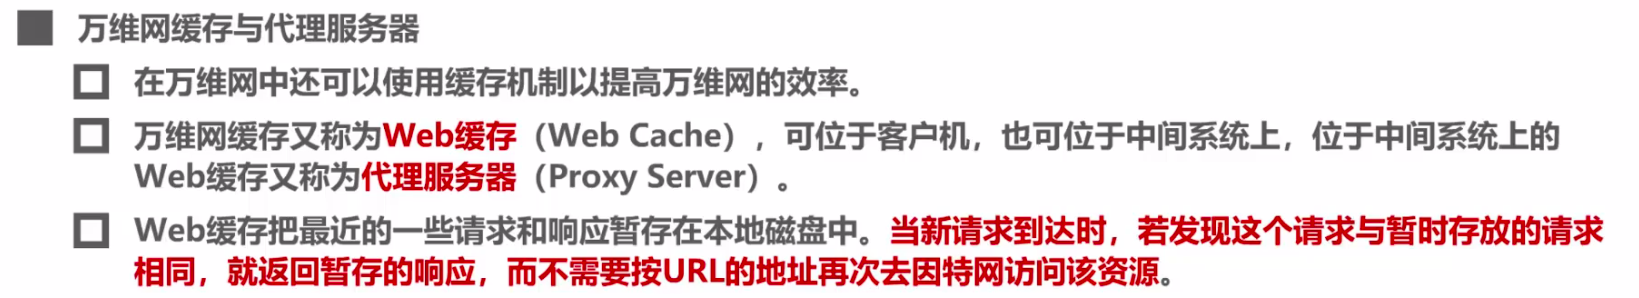 万维网缓存与代理服务器
在万维网中还可以使用缓存机制以提高万维网的效率。
万维网缓存又称为Web缓存（Web Cache），可位于客户机，也可位于中间系统上，位于中间系统上的
Web缓存又称为代理服务器（Proxy Server）。
Web缓存把最近的一些请求和响应暂存在本地磁盘中。当新请求到达时，若发现这个请求与暂时存放的请求
相同，就返回暂存的响应，而不需要按URL的地址再次去因特网访问该资源。